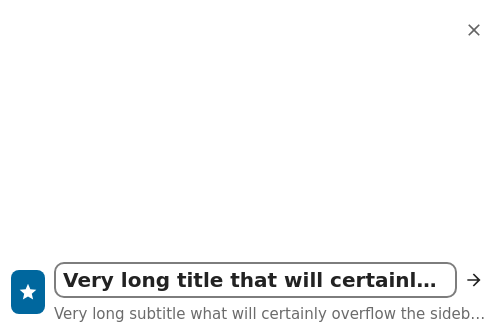 Very long title that will certainl…
Very long subtitle what will certainly overflow the sideb…